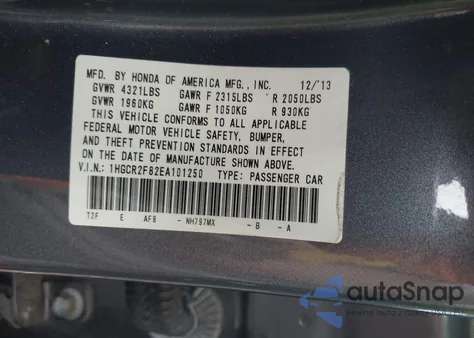 MFD. BY HONDA OF AMERICA MFG., INC. 12/'13
GVWR 4321LBS GAWR F 2315LBS R 2050LBS
GVWR 1960KG GAWR F 1050KG R 930KG
THIS VEHICLE CONFORMS TO ALL APPLICABLE
FEDERAL MOTOR VEHICLE SAFETY, BUMPER,
AND THEFT PREVENTION STANDARDS IN EFFECT
ON THE DATE OF MANUFACTURE SHOWN ABOVE.
V.I.N.: 1HGCR2F82EA101250 TYPE: PASSENGER CAR
T2F E AF8 - NH797MX - B - A
autoSnap